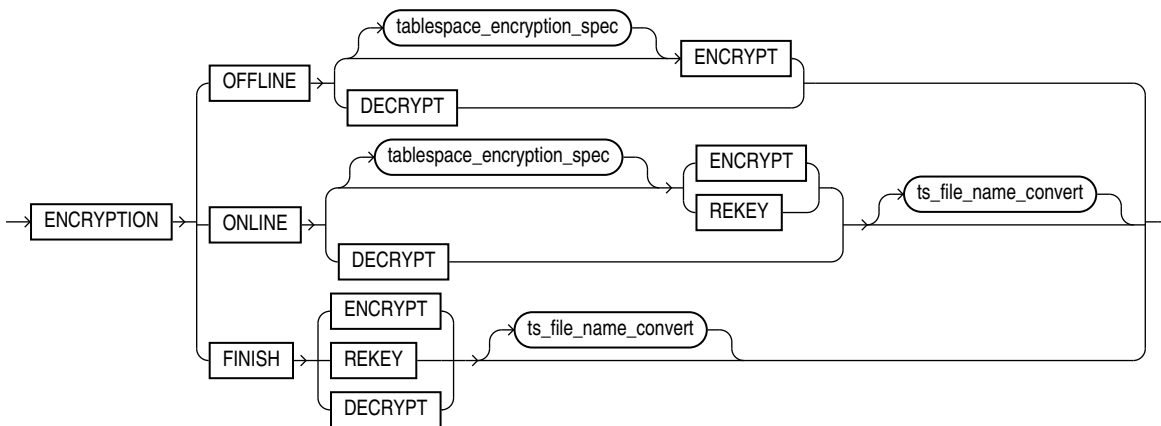 tablespace_encryption_spec
ENCRYPT
OFFLINE
DECRYPT
tablespace_encryption_spec
ENCRYPT
REKEY
ts_file_name_convert
ENCRYPTION
ONLINE
DECRYPT
ENCRYPT
ts_file_name_convert
FINISH
REKEY
DECRYPT